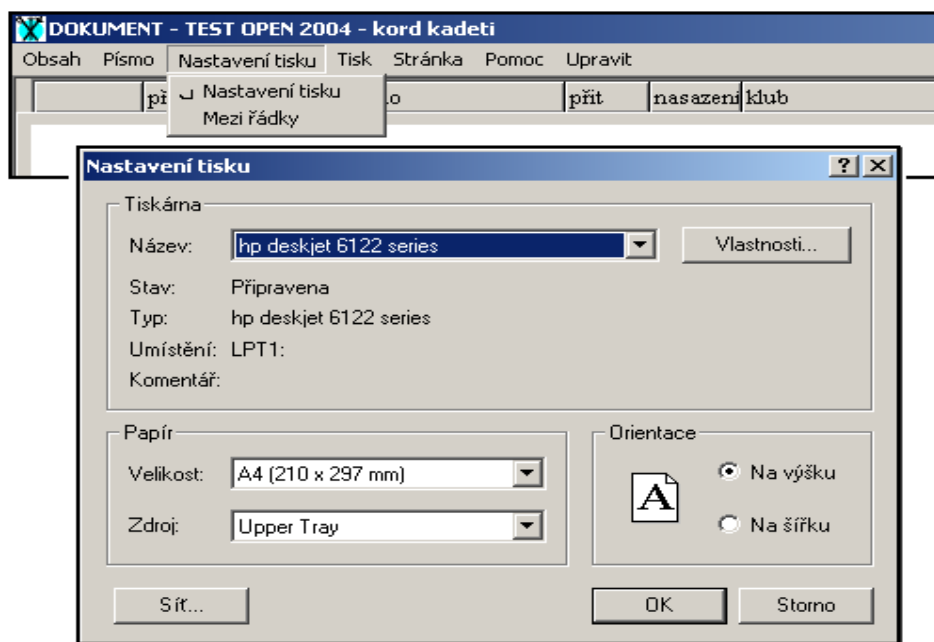 DOKUMENT - TEST OPEN 2004 - kord kadeti
Obsah Písmo Nastavení tisku Tisk Stránka Pomoc Upravit
přit nasazení klub
Nastavení tisku
Mezi řádky
Nastavení tisku
Tiskárna
Název: hp deskjet 6122 series Vlastnosti...
Stav: Připravena
Typ: hp deskjet 6122 series
Umístění: LPT1:
Komentář:
Papír
Velikost: A4 (210 x 297 mm)
Zdroj: Upper Tray
Orientace
A
Na výšku
Na šířku
Síť... OK Storno